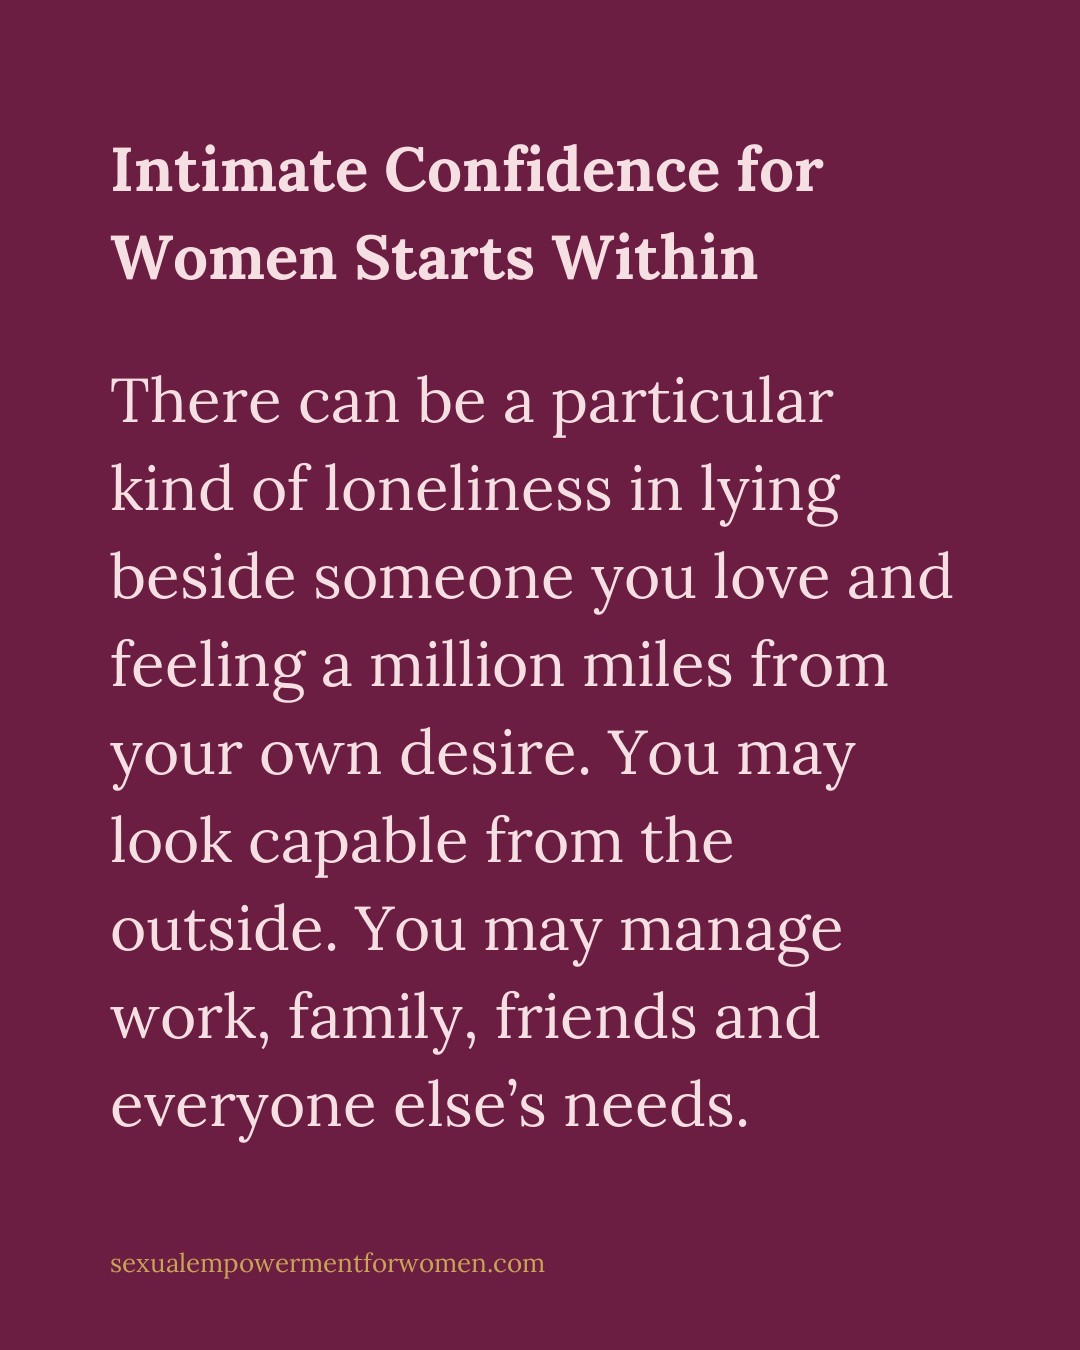 Intimate Confidence for
Women Starts Within
There can be a particular
kind of loneliness in lying
beside someone you love and
feeling a million miles from
your own desire. You may
look capable from the
outside. You may manage
work, family, friends and
everyone else’s needs.
sexualempowermentforwomen.com